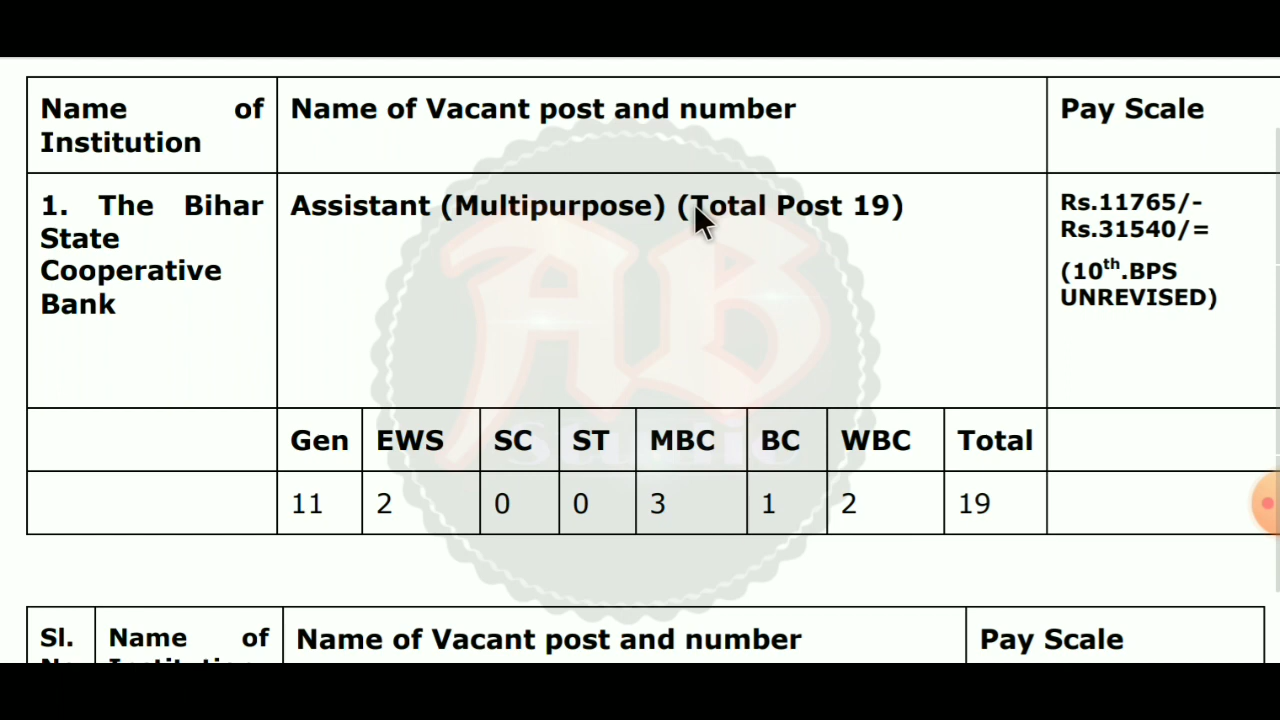 Name of
Institution
Name of Vacant post and number
Pay Scale
1. The Bihar
State
Cooperative
Bank
Assistant (Multipurpose) (Total Post 19)
Rs.11765/-
Rs.31540/=
(10th.BPS
UNREVISED)
Gen EWS SC ST MBC BC WBC Total
11 2 0 0 3 1 2 19
AB
Studio
Sl.
Name of
Name of Vacant post and number
Pay Scale